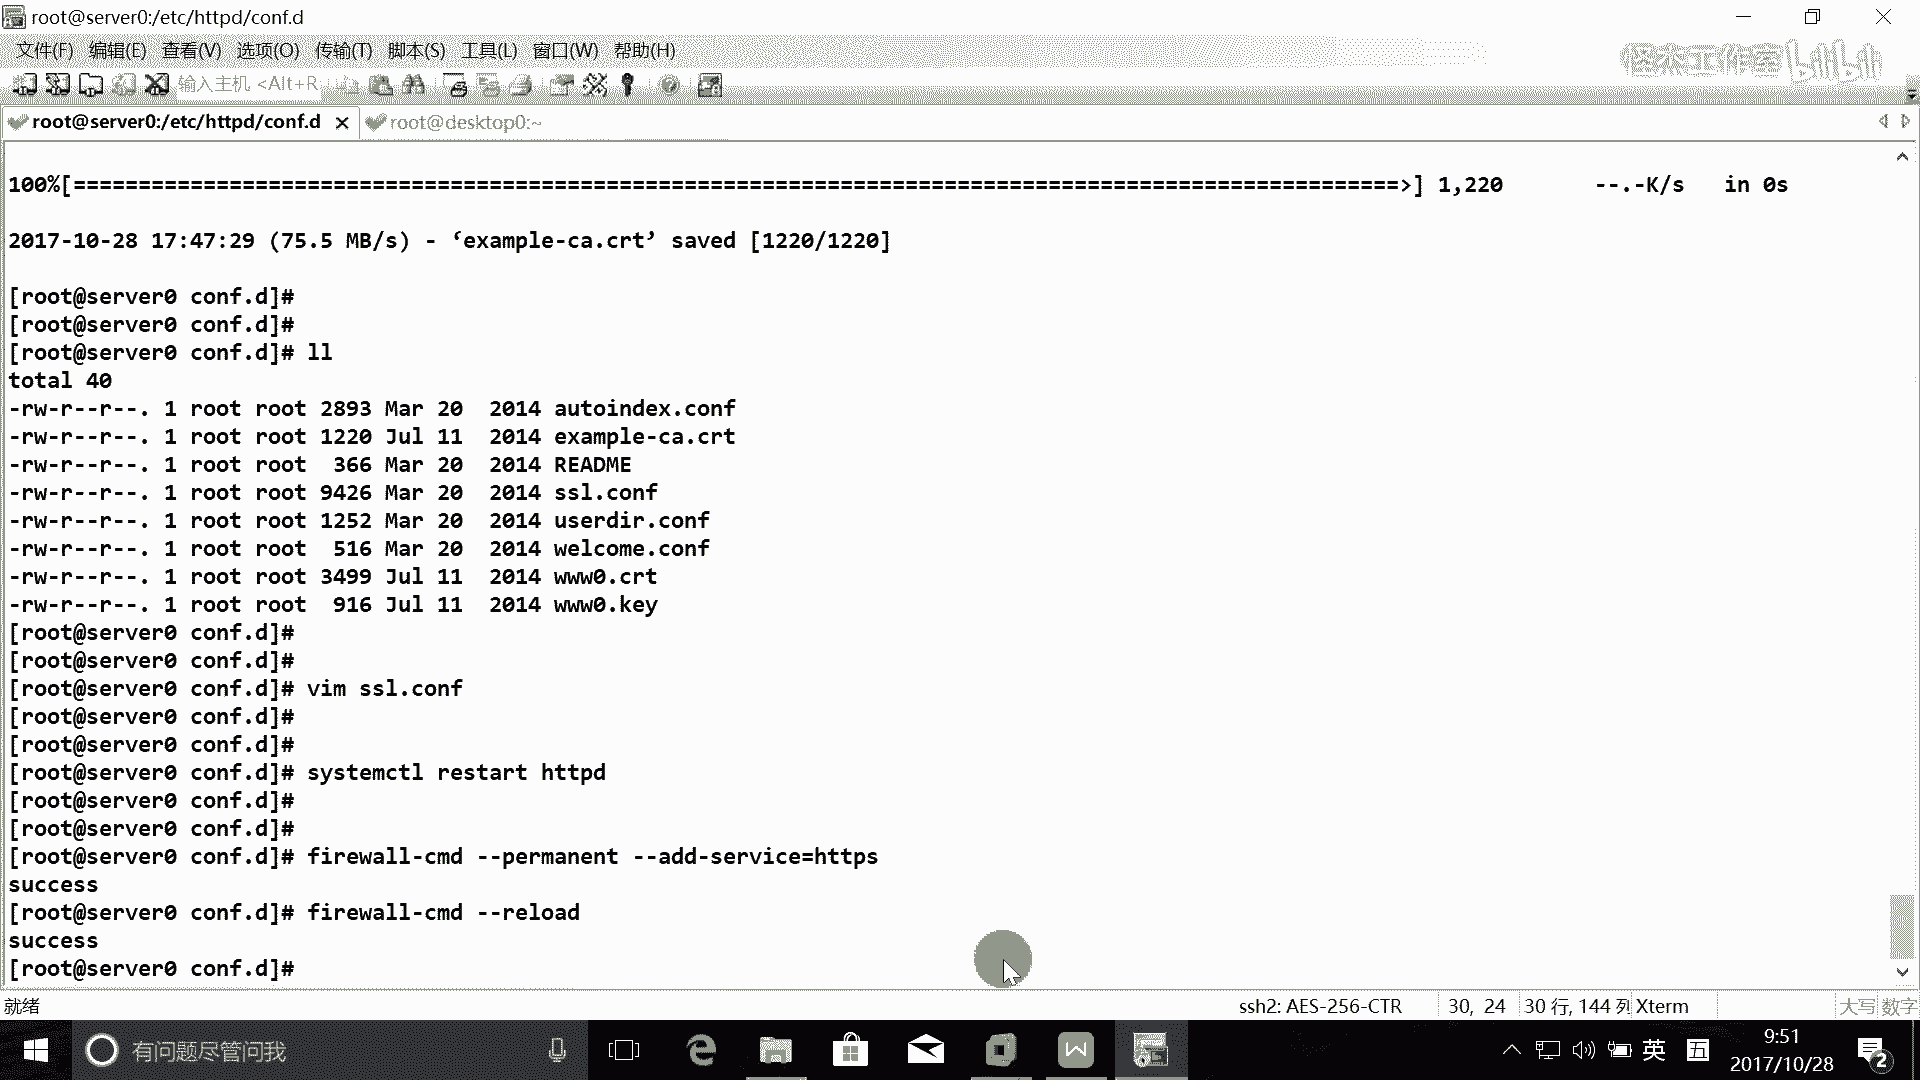 root@server0:/etc/httpd/conf.d
文件(F) 编辑(E) 查看(V) 选项(O) 传输(T) 脚本(S) 工具(L) 窗口(W) 帮助(H)
怪杰工作室 bilibili
输入主机 <Alt+R
root@server0:/etc/httpd/conf.d root@desktop0:~
100%[======================================================================================================>] 1,220 --.-K/s in 0s
2017-10-28 17:47:29 (75.5 MB/s) - ‘example-ca.crt’ saved [1220/1220]
[root@server0 conf.d]#
[root@server0 conf.d]#
[root@server0 conf.d]# ll
total 40
-rw-r--r--. 1 root root 2893 Mar 20  2014 autoindex.conf
-rw-r--r--. 1 root root 1220 Jul 11  2014 example-ca.crt
-rw-r--r--. 1 root root  366 Mar 20  2014 README
-rw-r--r--. 1 root root 9426 Mar 20  2014 ssl.conf
-rw-r--r--. 1 root root 1252 Mar 20  2014 userdir.conf
-rw-r--r--. 1 root root  516 Mar 20  2014 welcome.conf
-rw-r--r--. 1 root root 3499 Jul 11  2014 www0.crt
-rw-r--r--. 1 root root  916 Jul 11  2014 www0.key
[root@server0 conf.d]#
[root@server0 conf.d]#
[root@server0 conf.d]# vim ssl.conf
[root@server0 conf.d]#
[root@server0 conf.d]#
[root@server0 conf.d]# systemctl restart httpd
[root@server0 conf.d]#
[root@server0 conf.d]#
[root@server0 conf.d]# firewall-cmd --permanent --add-service=https
success
[root@server0 conf.d]# firewall-cmd --reload
success
[root@server0 conf.d]#
就绪 ssh2: AES-256-CTR 30, 24 30 行, 144 列 Xterm 大写 数字
有问题尽管问我 英 五 9:51
2017/10/28 2